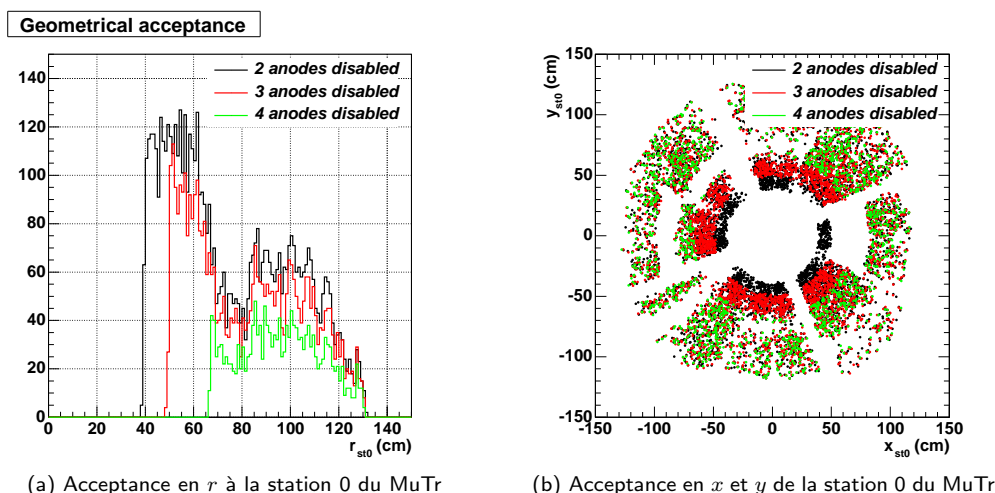 Geometrical acceptance
2 anodes disabled
3 anodes disabled
4 anodes disabled
140
120
100
80
60
40
20
0
0 20 40 60 80 100 120 140
r st0 (cm)
(a) Acceptance en r à la station 0 du MuTr
y st0 (cm)
2 anodes disabled
3 anodes disabled
4 anodes disabled
150
100
50
0
-50
-100
-150
-150 -100 -50 0 50 100 150
x st0 (cm)
(b) Acceptance en x et y de la station 0 du MuTr